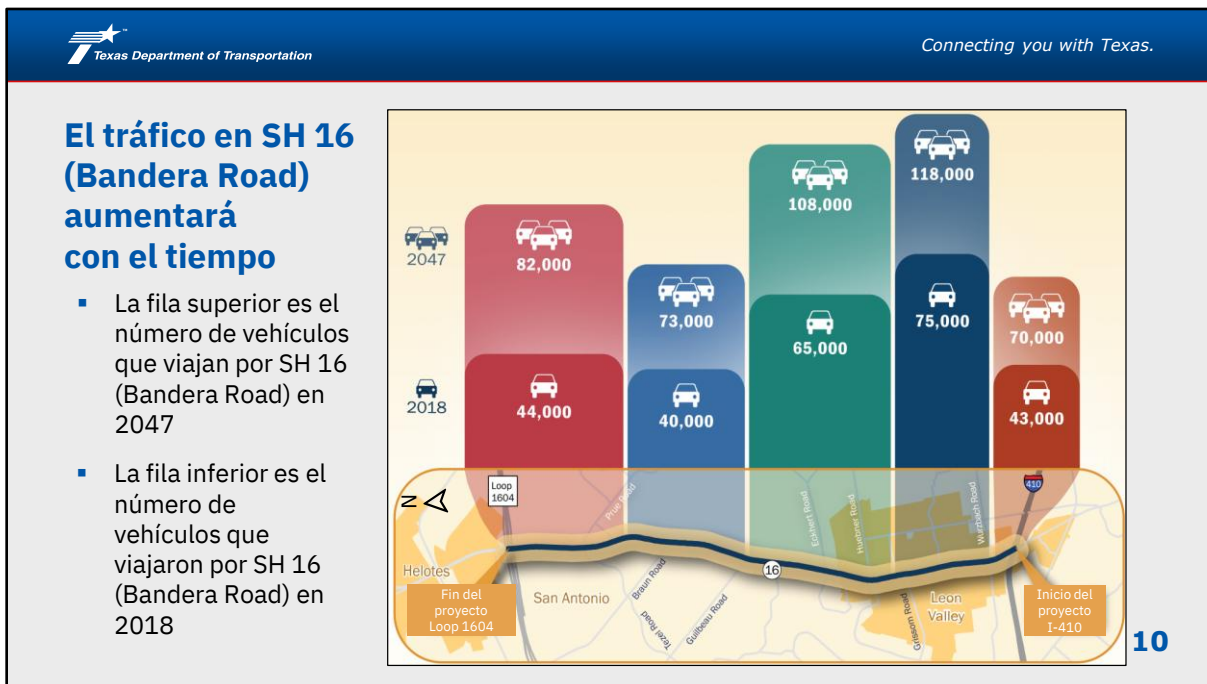 Texas Department of Transportation
Connecting you with Texas.
El tráfico en SH 16
(Bandera Road)
aumentará
con el tiempo
La fila superior es el
número de vehículos
que viajan por SH 16
(Bandera Road) en
2047
La fila inferior es el
número de
vehículos que
viajaron por SH 16
(Bandera Road) en
2018
2047
82,000
73,000
108,000
118,000
70,000
2018
44,000
40,000
65,000
75,000
43,000
N
Loop
1604
Prue Road
Eckhert Road
Huebner Road
Wurzbach Road
410
Helotes
San Antonio
Braun Road
Tezel Road
Guilbeau Road
16
Grissom Road
Leon
Valley
Fin del
proyecto
Loop 1604
Inicio del
proyecto
I-410
10